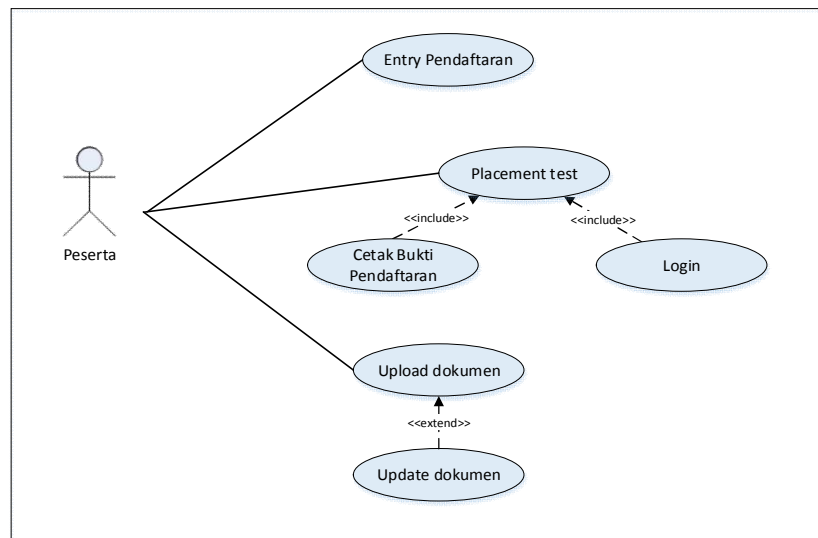 Entry Pendaftaran
Placement test
<<include>>
<<include>>
Peserta
Cetak Bukti
Pendaftaran
Login
Upload dokumen
<<extend>>
Update dokumen